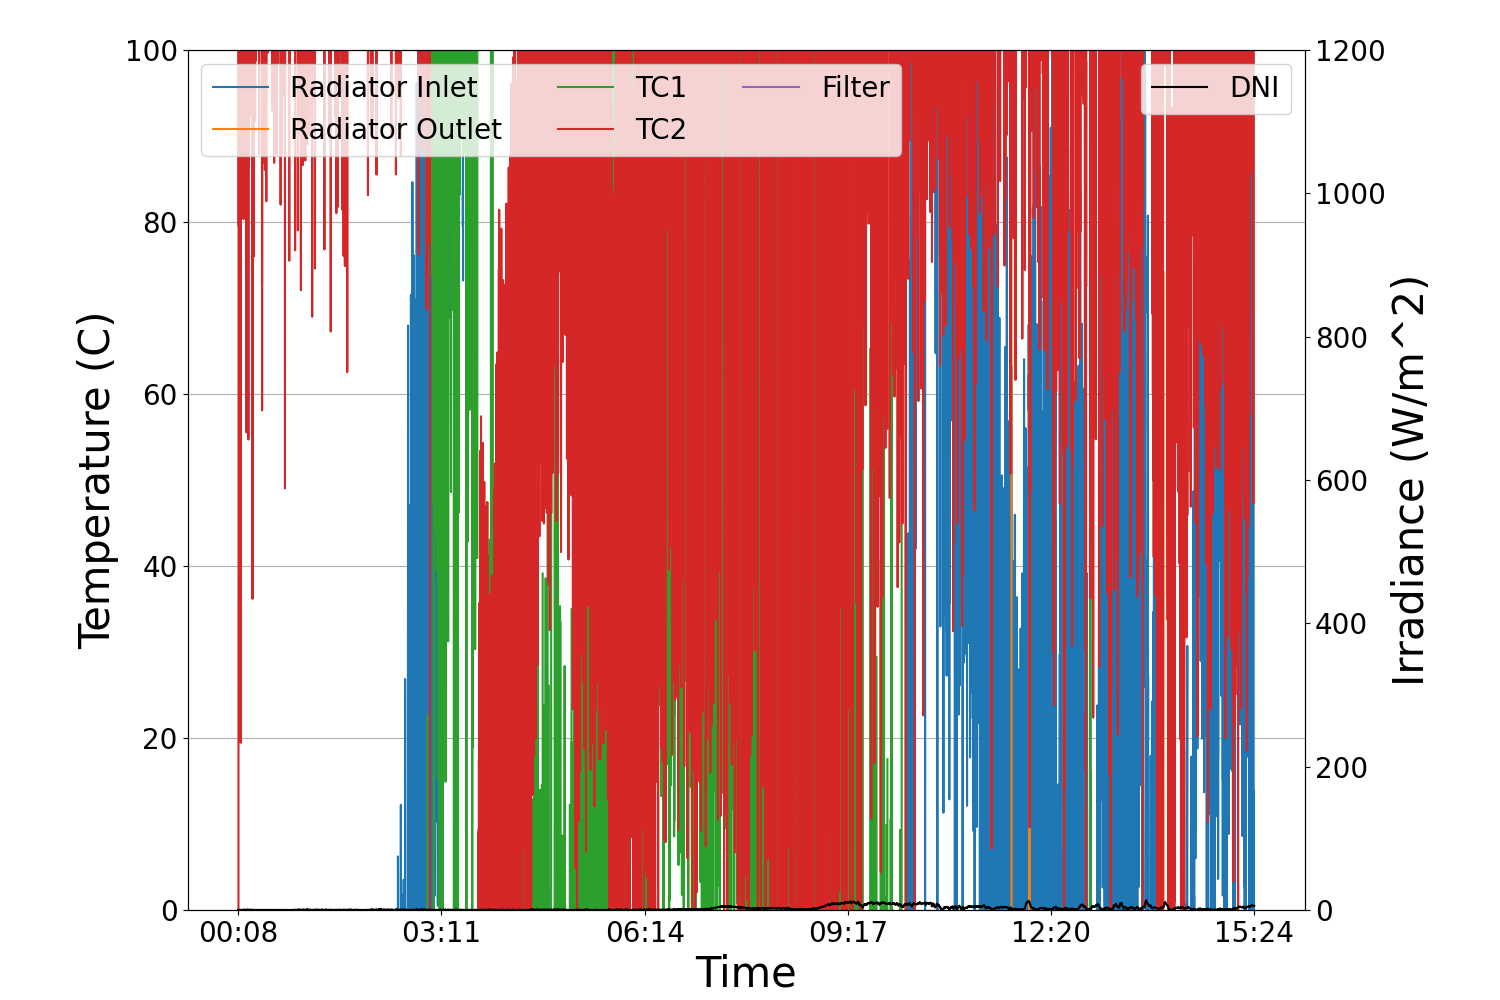 100
80
60
40
20
0
Temperature (C)
Radiator Inlet
Radiator Outlet
TC1
TC2
Filter
DNI
1200
1000
800
600
400
200
0
Irradiance (W/m^2)
00:08 03:11 06:14 09:17 12:20 15:24
Time